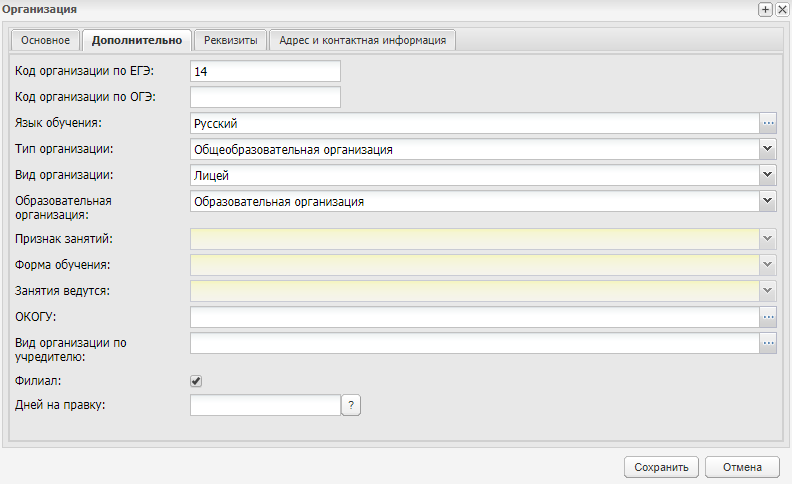 Организация
Основное
Дополнительно
Реквизиты
Адрес и контактная информация
Код организации по ЕГЭ: 14
Код организации по ОГЭ:
Язык обучения: Русский ...
Тип организации: Общеобразовательная организация
Вид организации: Лицей
Образовательная организация: Образовательная организация
Признак занятий:
Форма обучения:
Занятия ведутся:
ОКОГУ: ...
Вид организации по
учредителю: ...
Филиал:
Дней на правку: ?
Сохранить
Отмена